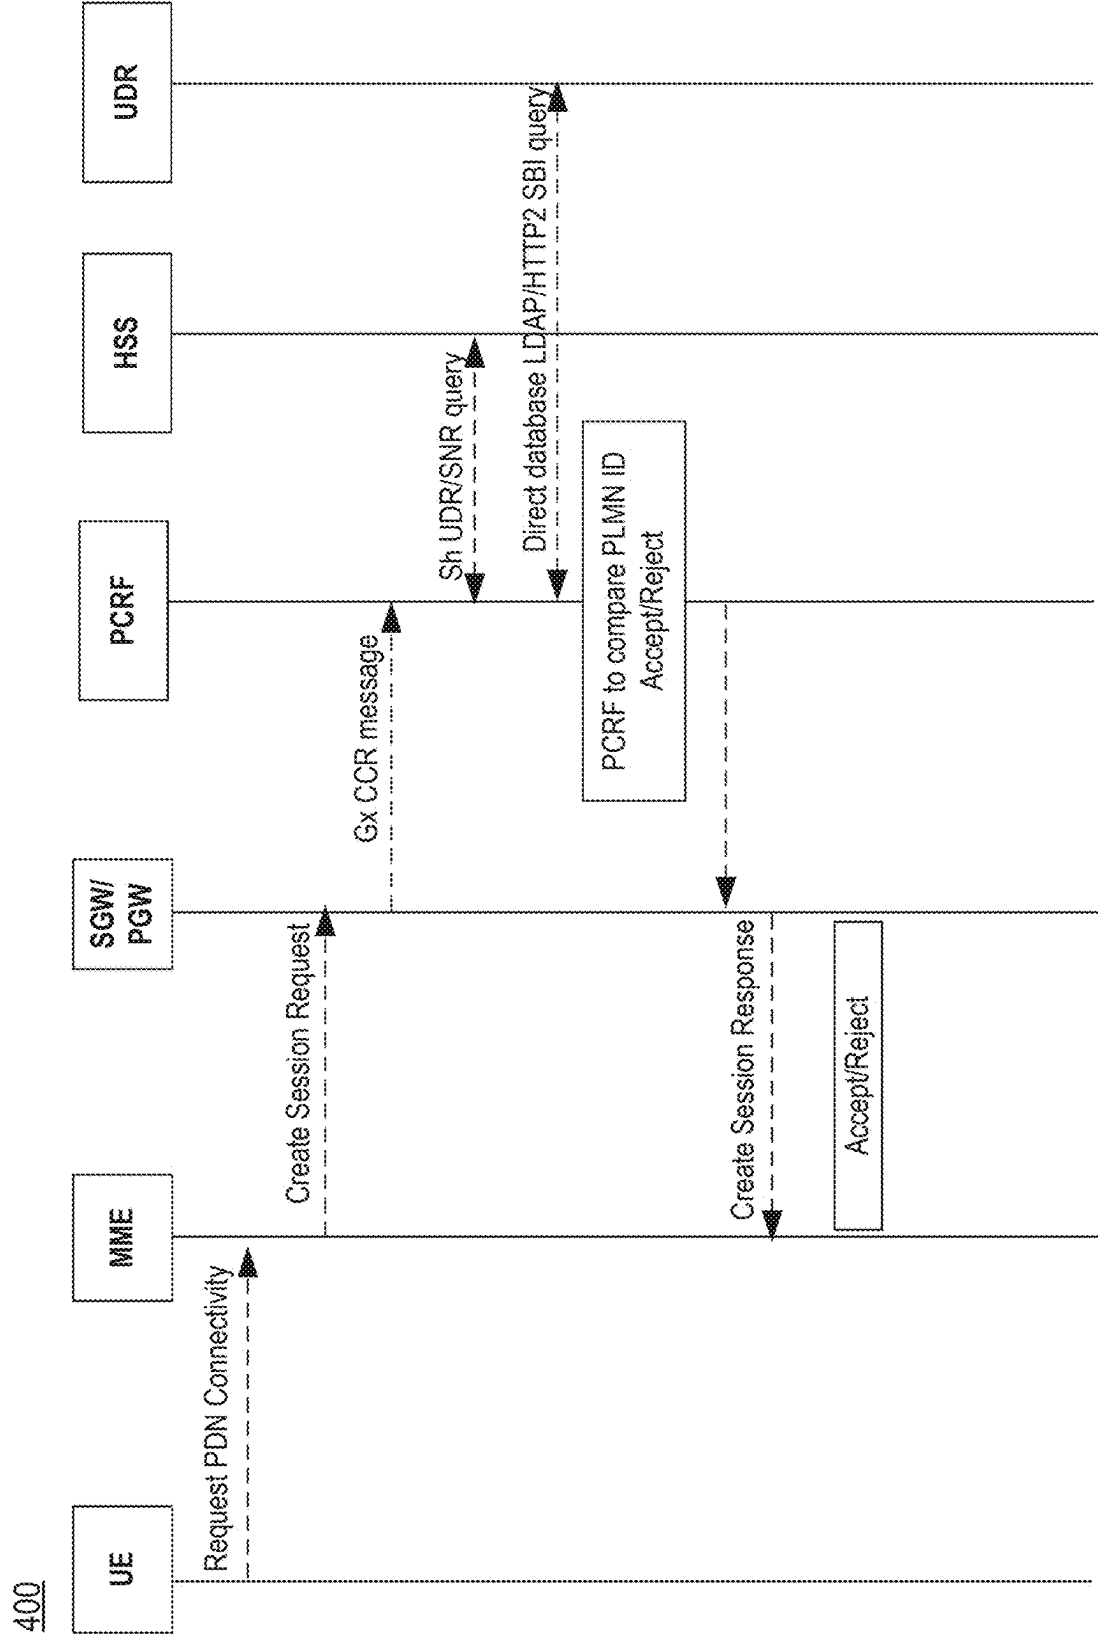 400
UE
MME
SGW/
PGW
PCRF
HSS
UDR
Request PDN Connectivity
Create Session Request
Gx CCR message
Sh UDR/SNR query
Direct database LDAP/HTTP2 SBI query
PCRF to compare PLMN ID
Accept/Reject
Create Session Response
Accept/Reject